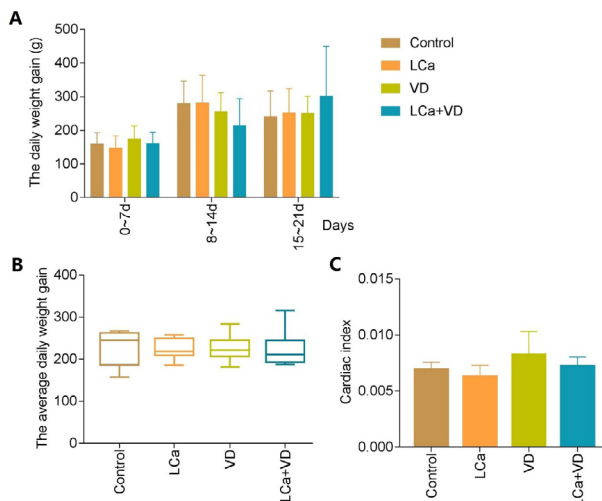 A
The daily weight gain (g)
500
400
300
200
100
0
0~7d
8~14d
15~21d
Days
Control
LCa
VD
LCa+VD
B
The average daily weight gain
400
300
200
100
0
Control
LCa
VD
LCa+VD
C
Cardiac index
0.015
0.010
0.005
0.000
Control
LCa
VD
LCa+VD